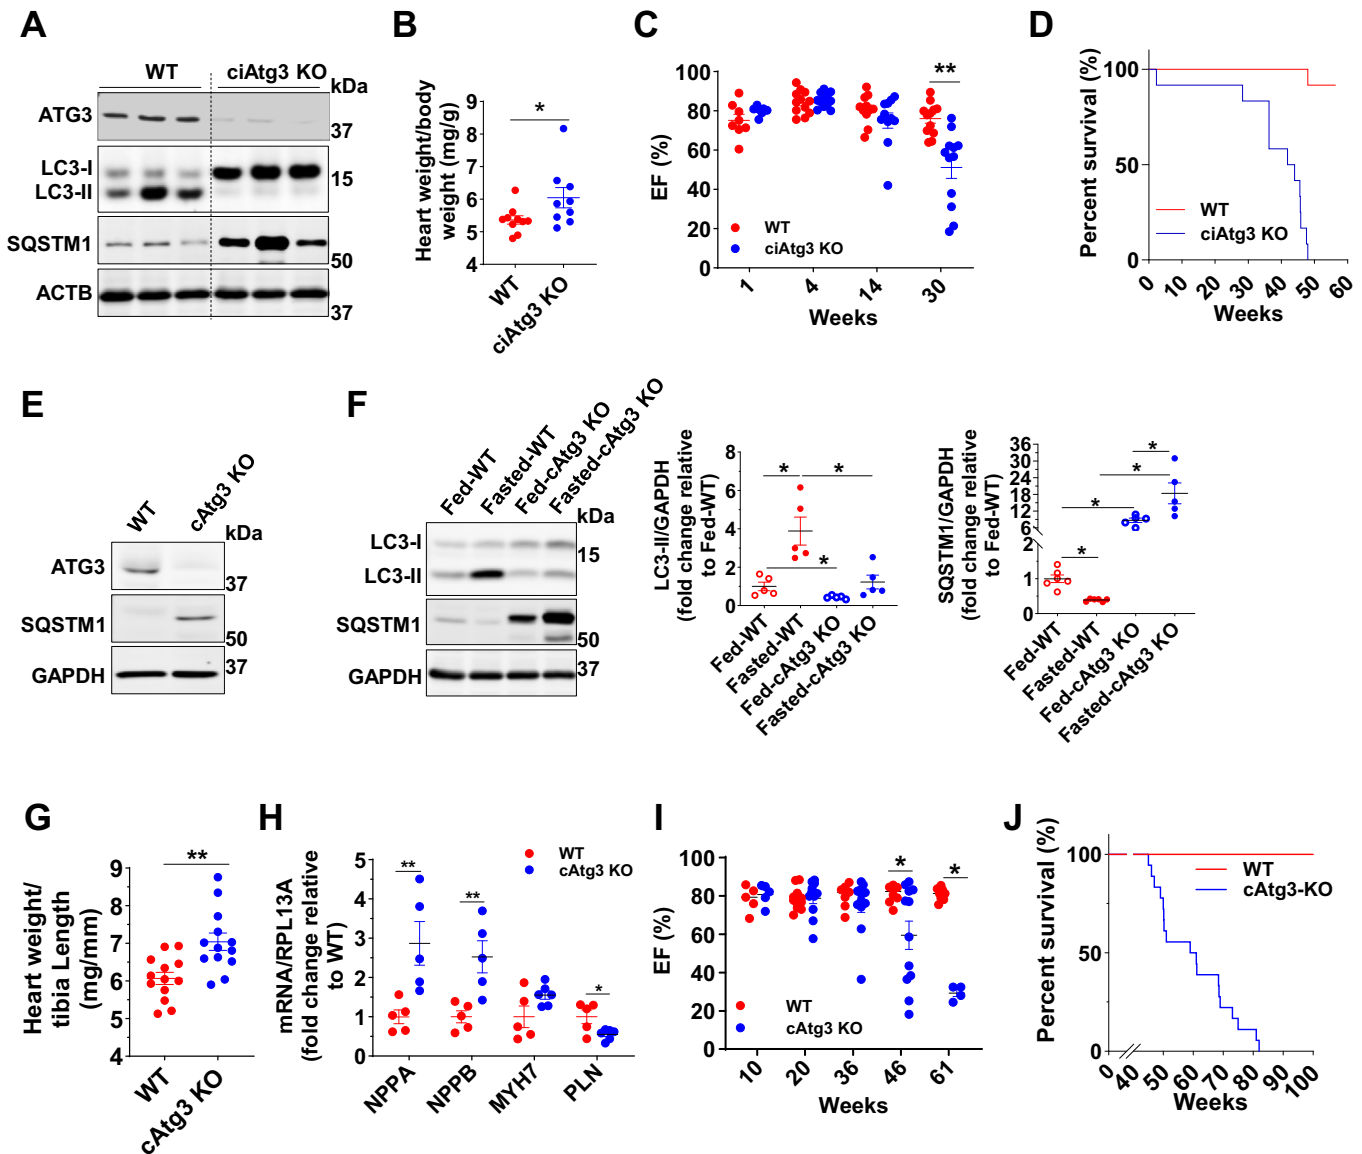 A
WT
ciAtg3 KO
kDa
ATG3
37
LC3-I
15
LC3-II
SQSTM1
50
ACTB
37
B
*
Heart weight/body
weight (mg/g)
9
8
7
6
5
4
WT
ciAtg3 KO
C
**
EF (%)
100
80
60
40
20
0
WT
ciAtg3 KO
1
4
14
30
Weeks
D
Percent survival (%)
100
50
0
WT
ciAtg3 KO
0
10
20
30
40
50
60
Weeks
E
WT
cAtg3 KO
kDa
ATG3
37
SQSTM1
50
37
GAPDH
F
Fed-WT
Fasted-WT
Fed-cAtg3 KO
Fasted-cAtg3 KO
kDa
LC3-I
15
LC3-II
SQSTM1
50
37
GAPDH
LC3-II/GAPDH
(fold change relative
to Fed-WT)
8
6
4
2
0
*
*
*
Fed-WT
Fasted-WT
Fed-cAtg3 KO
Fasted-cAtg3 KO
SQSTM1/GAPDH
(fold change relative
to Fed-WT)
36
30
24
18
12
6
2
1
0
*
*
*
*
Fed-WT
Fasted-WT
Fed-cAtg3 KO
Fasted-cAtg3 KO
G
**
Heart weight/
tibia Length
(mg/mm)
9
8
7
6
5
4
WT
cAtg3 KO
H
WT
cAtg3 KO
mRNA/RPL13A
(fold change relative
to WT)
5
4
3
2
1
0
**
**
*
NPPA
NPPB
MYH7
PLN
I
EF (%)
100
80
60
40
20
0
*
*
WT
cAtg3 KO
10
20
36
46
61
Weeks
J
Percent survival (%)
100
50
0
WT
cAtg3-KO
0
40
50
60
70
80
90
100
Weeks